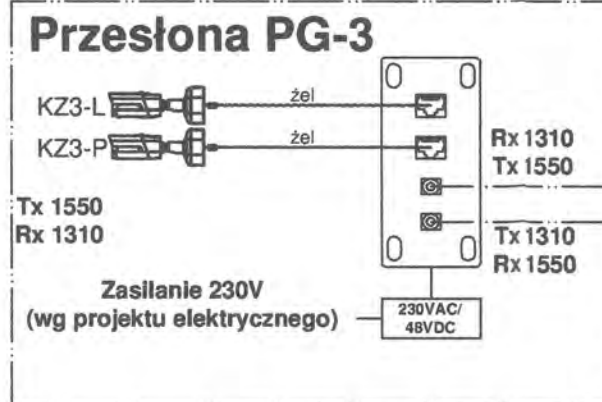 Przesłona PG-3
KZ3-L
żel
KZ3-P
żel
Rx 1310
Tx 1550
Tx 1550
Rx 1310
Tx 1310
Rx 1550
Zasilanie 230V
(wg projektu elektrycznego)
230VAC/
48VDC